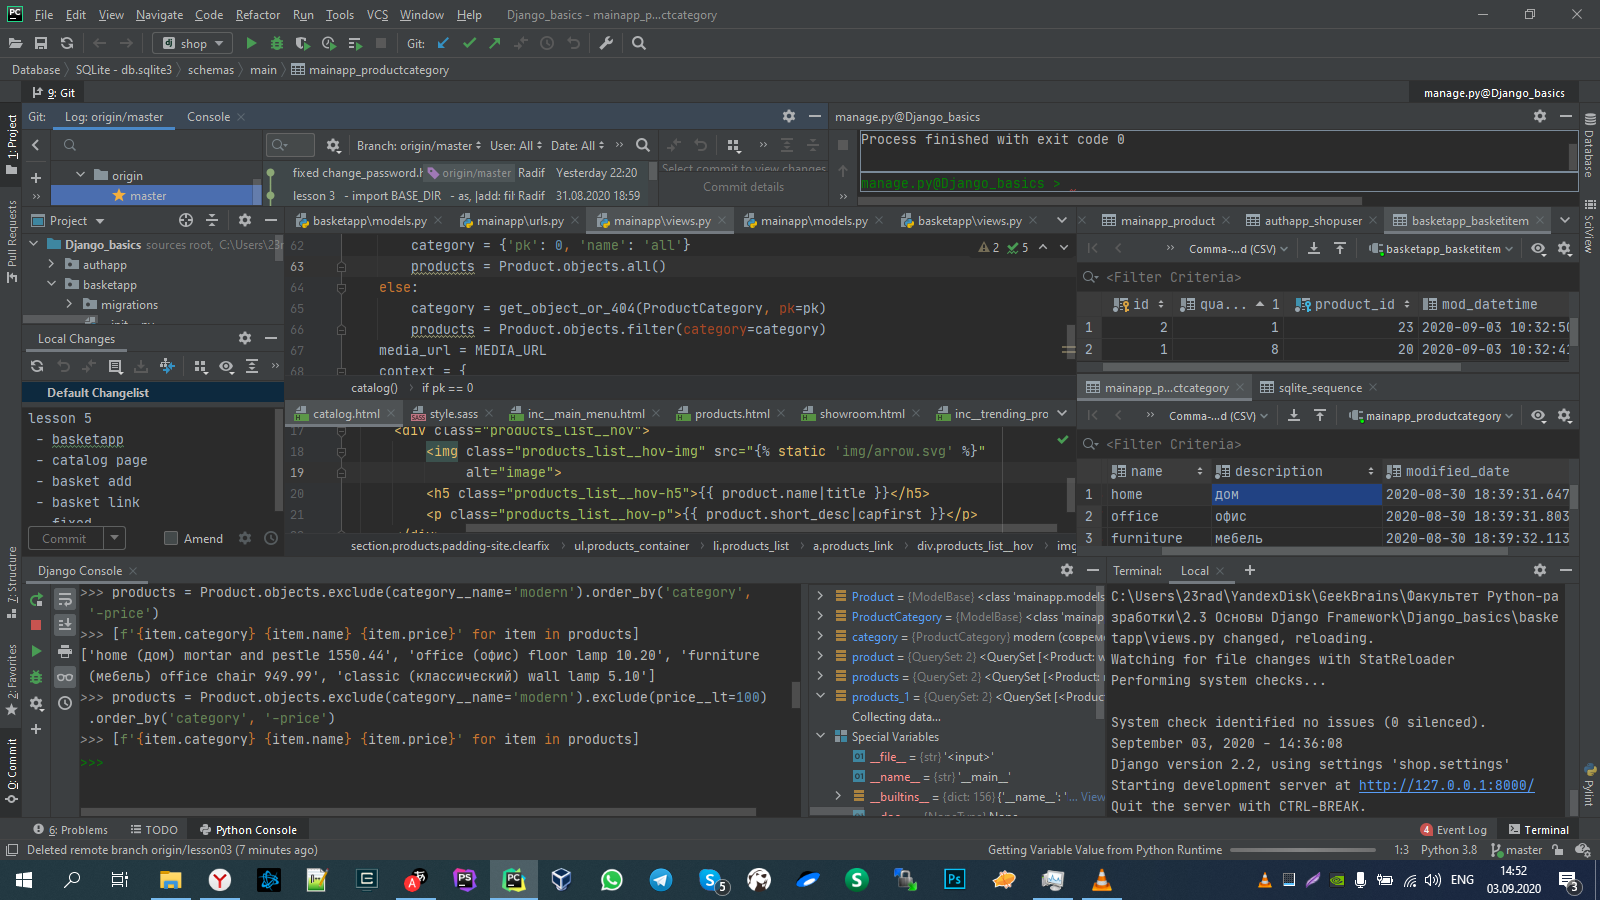 File Edit View Navigate Code Refactor Run Tools VCS Window Help Django_basics - mainapp_p...ctcategory
shop Git:
Database SQLite - db.sqlite3 schemas main mainapp_productcategory
9: Git manage.py@Django_basics
Git: Log: origin/master Console
Branch: origin/master User: All Date: All
origin
master
fixed change_password.h origin/master Radif Yesterday 22:20
lesson 3 - import BASE_DIR - as, |add: fil Radif 31.08.2020 18:59
Select commit to view changes
Commit details
manage.py@Django_basics
Process finished with exit code 0
manage.py@Django_basics > _
1: Project
Pull Requests
7: Structure
2: Favorites
0: Commit
Database
SciView
Pylint
Project
Django_basics sources root, C:\Users\23r
authapp
basketapp
migrations
Local Changes
Default Changelist
lesson 5
- basketapp
- catalog page
- basket add
- basket link
- fixed
Commit Amend
basketapp\models.py mainapp\urls.py mainapp\views.py mainapp\models.py basketapp\views.py
2 5
62 category = {'pk': 0, 'name': 'all'}
63 products = Product.objects.all()
64 else:
65 category = get_object_or_404(ProductCategory, pk=pk)
66 products = Product.objects.filter(category=category)
67 media_url = MEDIA_URL
68 context = {
catalog() if pk == 0
catalog.html style.sass inc__main_menu.html products.html showroom.html inc__trending_pro
17 <div class="products_list__hov">
18 <img class="products_list__hov-img" src="{% static 'img/arrow.svg' %}"
19 alt="image">
20 <h5 class="products_list__hov-h5">{{ product.name|title }}</h5>
21 <p class="products_list__hov-p">{{ product.short_desc|capfirst }}</p>
section.products.padding-site.clearfix ul.products_container li.products_list a.products_link div.products_list__hov img
mainapp_product authapp_shopuser basketapp_basketitem
Comma-...d (CSV) basketapp_basketitem
<Filter Criteria>
id qua... 1 product_id mod_datetime
1 2 1 23 2020-09-03 10:32:50
2 1 8 20 2020-09-03 10:32:41
mainapp_p...ctcategory sqlite_sequence
Comma-...d (CSV) mainapp_productcategory
<Filter Criteria>
name description modified_date
1 home дом 2020-08-30 18:39:31.647
2 office офис 2020-08-30 18:39:31.803
3 furniture мебель 2020-08-30 18:39:32.113
Django Console
>>> products = Product.objects.exclude(category__name='modern').order_by('category',
'-price')
>>> [f'{item.category} {item.name} {item.price}' for item in products]
['home (дом) mortar and pestle 1550.44', 'office (офис) floor lamp 10.20', 'furniture
(мебель) office chair 949.99', 'classic (классический) wall lamp 5.10']
>>> products = Product.objects.exclude(category__name='modern').exclude(price__lt=100)
.order_by('category', '-price')
>>> [f'{item.category} {item.name} {item.price}' for item in products]
>>>
Product = {ModelBase} <class 'mainapp.models
ProductCategory = {ModelBase} <class 'mainap
category = {ProductCategory} modern (совреме
product = {QuerySet: 2} <QuerySet [<Product: w
products = {QuerySet: 2} <QuerySet [<Product:
products_1 = {QuerySet: 2} <QuerySet [<Produc
Collecting data...
Special Variables
__file__ = {str} '<input>'
__name__ = {str} '__main__'
__builtins__ = {dict: 156} {'__name__': ' ... View
Terminal: Local
C:\Users\23rad\YandexDisk\GeekBrains\Факультет Python-ра
зработки\2.3 Основы Django Framework\Django_basics\baske
tapp\views.py changed, reloading.
Watching for file changes with StatReloader
Performing system checks...
System check identified no issues (0 silenced).
September 03, 2020 - 14:36:08
Django version 2.2, using settings 'shop.settings'
Starting development server at http://127.0.0.1:8000/
Quit the server with CTRL-BREAK.
6: Problems TODO Python Console 4 Event Log Terminal
Deleted remote branch origin/lesson03 (7 minutes ago) Getting Variable Value from Python Runtime 1:3 Python 3.8 master
ENG 14:52
03.09.2020